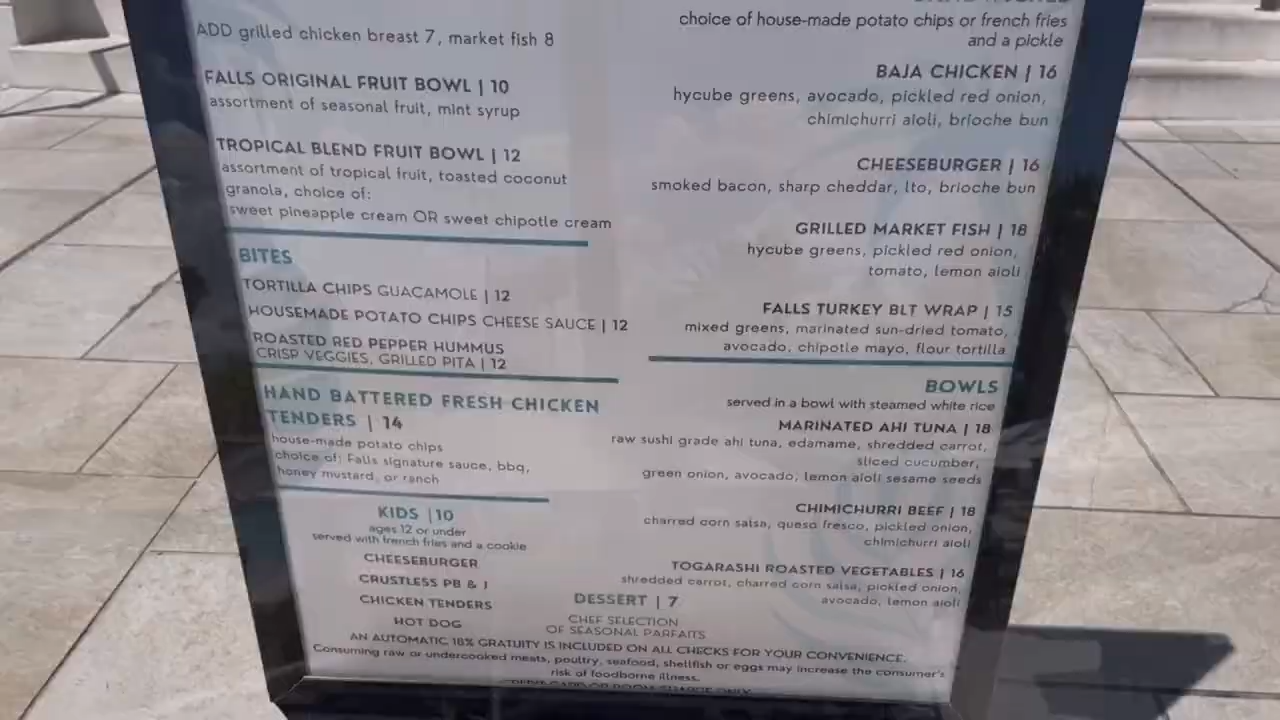 ADD grilled chicken breast 7, market fish 8
FALLS ORIGINAL FRUIT BOWL | 10
assortment of seasonal fruit, mint syrup
TROPICAL BLEND FRUIT BOWL | 12
assortment of tropical fruit, toasted coconut
granola, choice of:
sweet pineapple cream OR sweet chipotle cream
BITES
TORTILLA CHIPS GUACAMOLE | 12
HOUSEMADE POTATO CHIPS CHEESE SAUCE | 12
ROASTED RED PEPPER HUMMUS
CRISP VEGGIES, GRILLED PITA | 12
HAND BATTERED FRESH CHICKEN
TENDERS | 14
house-made potato chips
choice of: Falls signature sauce, bbq,
honey mustard, or ranch
KIDS | 10
ages 12 or under
served with french fries and a cookie
CHEESEBURGER
CRUSTLESS PB & J
CHICKEN TENDERS
HOT DOG
choice of house-made potato chips or french fries
and a pickle
BAJA CHICKEN | 16
hycube greens, avocado, pickled red onion,
chimichurri aioli, brioche bun
CHEESEBURGER | 16
smoked bacon, sharp cheddar, lto, brioche bun
GRILLED MARKET FISH | 18
hycube greens, pickled red onion,
tomato, lemon aioli
FALLS TURKEY BLT WRAP | 15
mixed greens, marinated sun-dried tomato,
avocado, chipotle mayo, flour tortilla
BOWLS
served in a bowl with steamed white rice
MARINATED AHI TUNA | 18
raw sushi grade ahi tuna, edamame, shredded carrot,
sliced cucumber,
green onion, avocado, lemon aioli sesame seeds
CHIMICHURRI BEEF | 18
charred corn salsa, queso fresco, pickled onion,
chimichurri aioli
TOGARASHI ROASTED VEGETABLES | 16
shredded carrot, charred corn salsa, pickled onion,
avocado, lemon aioli
DESSERT | 7
CHEF SELECTION
OF SEASONAL PARFAITS
AN AUTOMATIC 18% GRATUITY IS INCLUDED ON ALL CHECKS FOR YOUR CONVENIENCE.
Consuming raw or undercooked meats, poultry, seafood, shellfish or eggs may increase the consumer's
risk of foodborne illness.